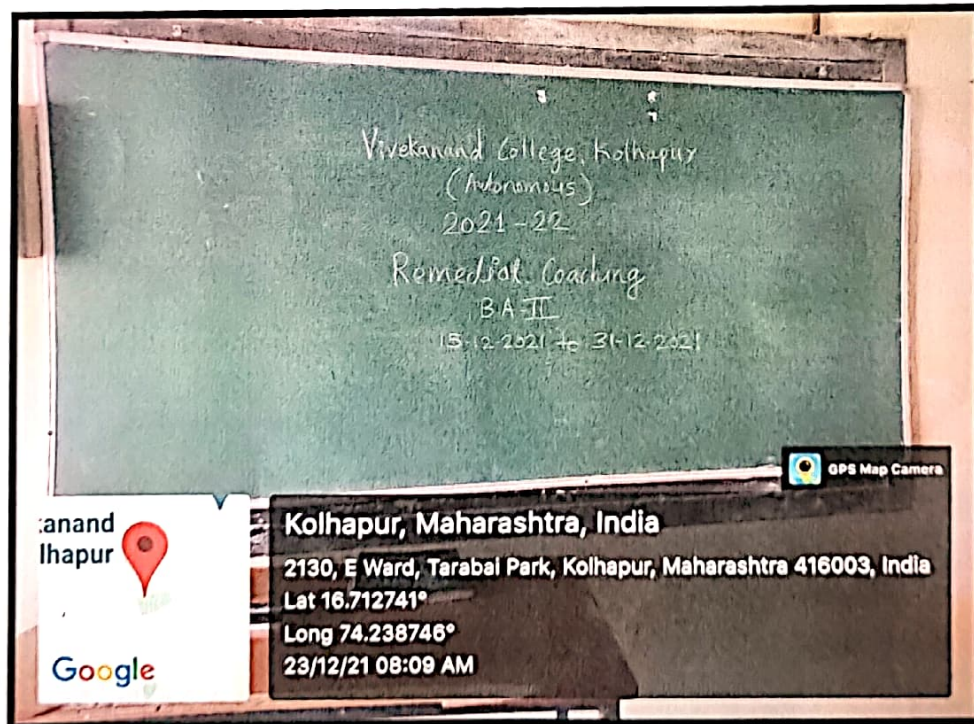 Vivekanand College, Kolhapur
(Autonomous)
2021-22
Remedial Coaching
B.A-II
15-12-2021 to 31-12-2021
GPS Map Camera
anand
lhapur
Google
Kolhapur, Maharashtra, India
2130, E Ward, Tarabai Park, Kolhapur, Maharashtra 416003, India
Lat 16.712741°
Long 74.238746°
23/12/21 08:09 AM